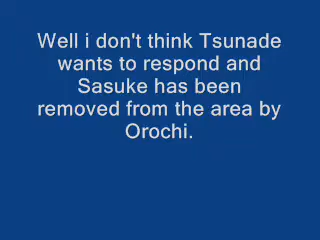 Well i don't think Tsunade
wants to respond and
Sasuke has been
removed from the area by
Orochi.